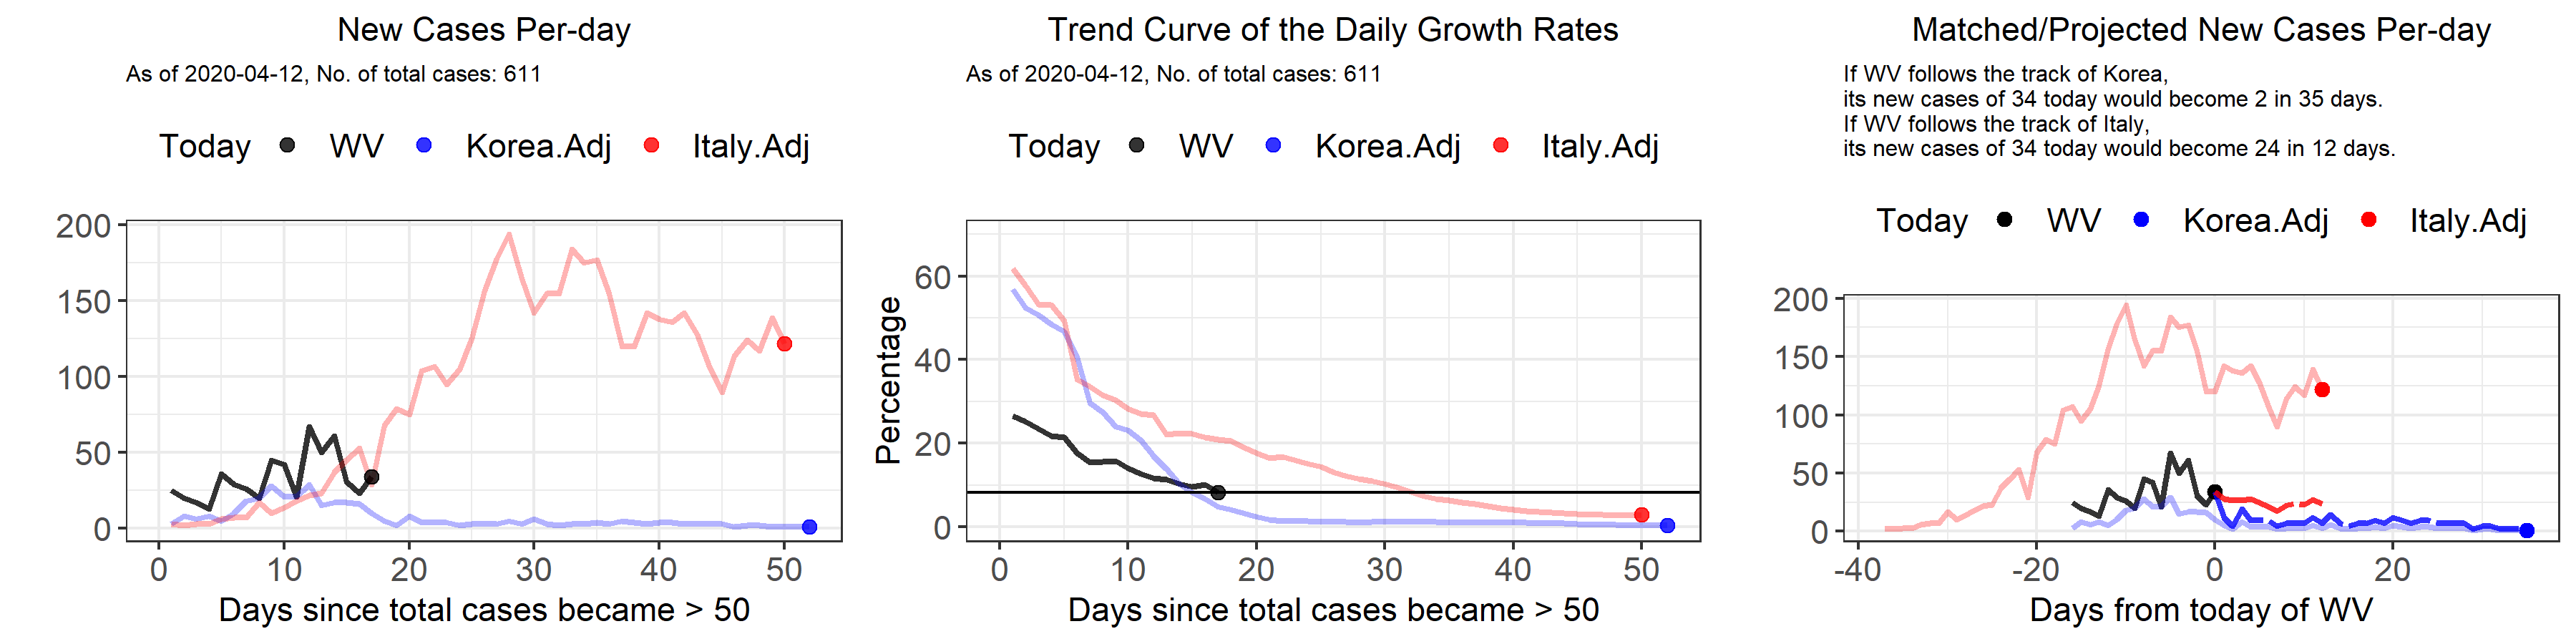 New Cases Per-day
As of 2020-04-12, No. of total cases: 611
Today WV Korea.Adj Italy.Adj
200
150
100
50
0
0 10 20 30 40 50
Days since total cases became > 50
Trend Curve of the Daily Growth Rates
As of 2020-04-12, No. of total cases: 611
Today WV Korea.Adj Italy.Adj
Percentage
60
40
20
0
0 10 20 30 40 50
Days since total cases became > 50
Matched/Projected New Cases Per-day
If WV follows the track of Korea,
its new cases of 34 today would become 2 in 35 days.
If WV follows the track of Italy,
its new cases of 34 today would become 24 in 12 days.
Today WV Korea.Adj Italy.Adj
200
150
100
50
0
-40 -20 0 20
Days from today of WV